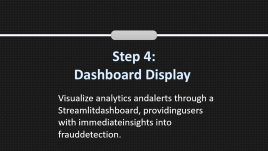 Step 4:
Dashboard Display
Visualize analytics andalerts through a
Streamlitdashboard, providingusers
with immediateinsights into
frauddetection.